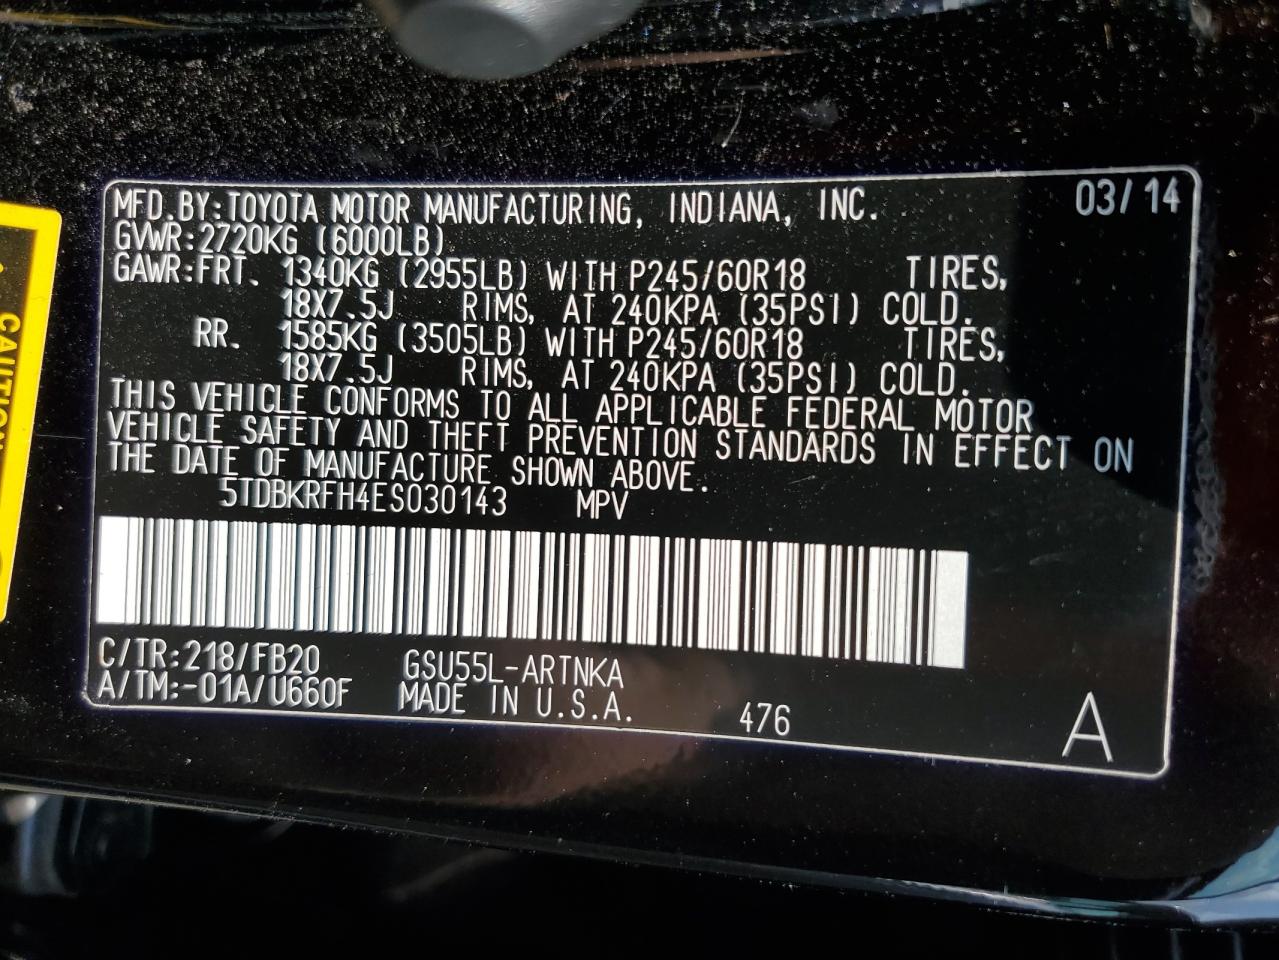 MFD.BY:TOYOTA MOTOR MANUFACTURING, INDIANA, INC. 03/14
GVWR:2720KG (6000LB)
GAWR:FRT. 1340KG (2955LB) WITH P245/60R18 TIRES,
18X7.5J RIMS, AT 240KPA (35PSI) COLD.
RR. 1585KG (3505LB) WITH P245/60R18 TIRES,
18X7.5J RIMS, AT 240KPA (35PSI) COLD.
THIS VEHICLE CONFORMS TO ALL APPLICABLE FEDERAL MOTOR
VEHICLE SAFETY AND THEFT PREVENTION STANDARDS IN EFFECT ON
THE DATE OF MANUFACTURE SHOWN ABOVE.
5TDBKRFH4ES030143 MPV
C/TR:218/FB20 GSU55L-ARTNKA
A/TM:-01A/U660F MADE IN U.S.A. 476 A
CAUTION